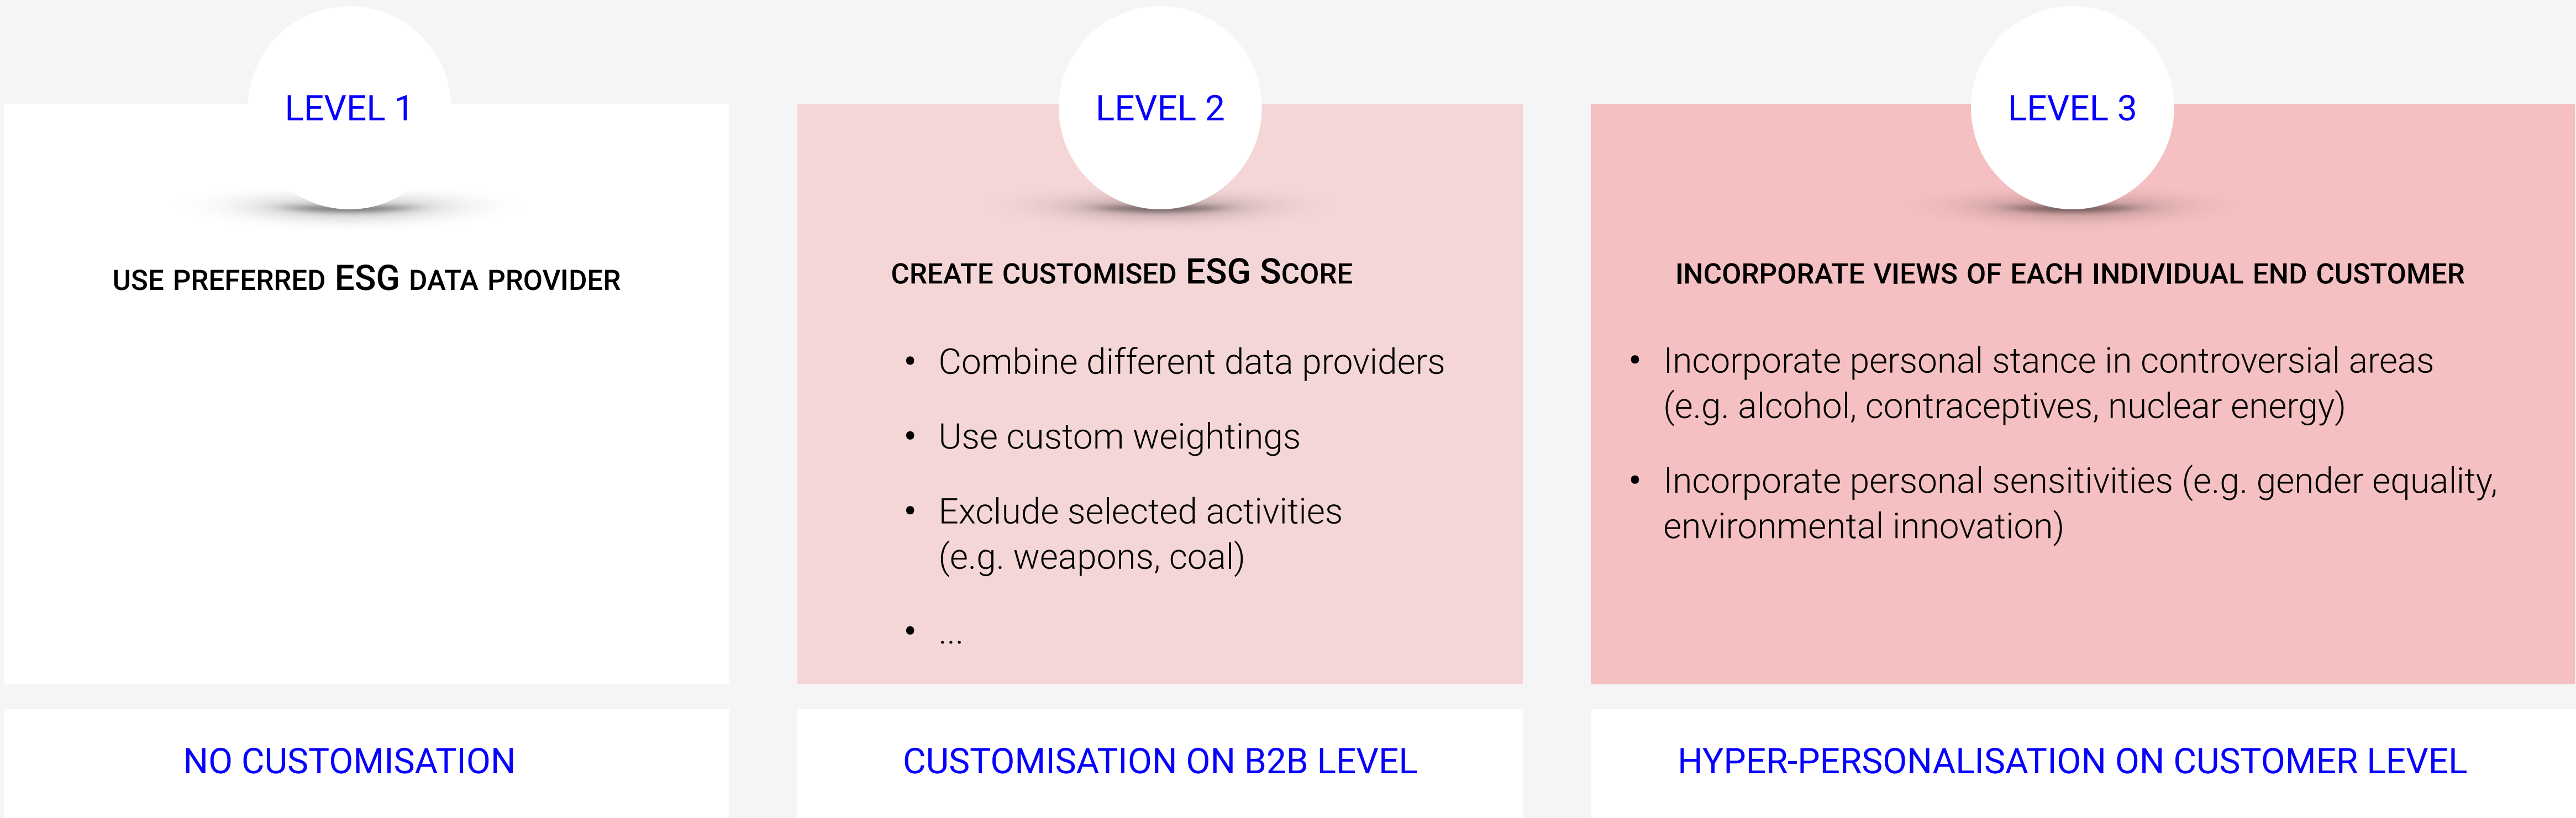 LEVEL 1
USE PREFERRED ESG DATA PROVIDER
NO CUSTOMISATION
LEVEL 2
CREATE CUSTOMISED ESG SCORE
• Combine different data providers
• Use custom weightings
• Exclude selected activities
(e.g. weapons, coal)
• ...
CUSTOMISATION ON B2B LEVEL
LEVEL 3
INCORPORATE VIEWS OF EACH INDIVIDUAL END CUSTOMER
• Incorporate personal stance in controversial areas
(e.g. alcohol, contraceptives, nuclear energy)
• Incorporate personal sensitivities (e.g. gender equality,
environmental innovation)
HYPER-PERSONALISATION ON CUSTOMER LEVEL